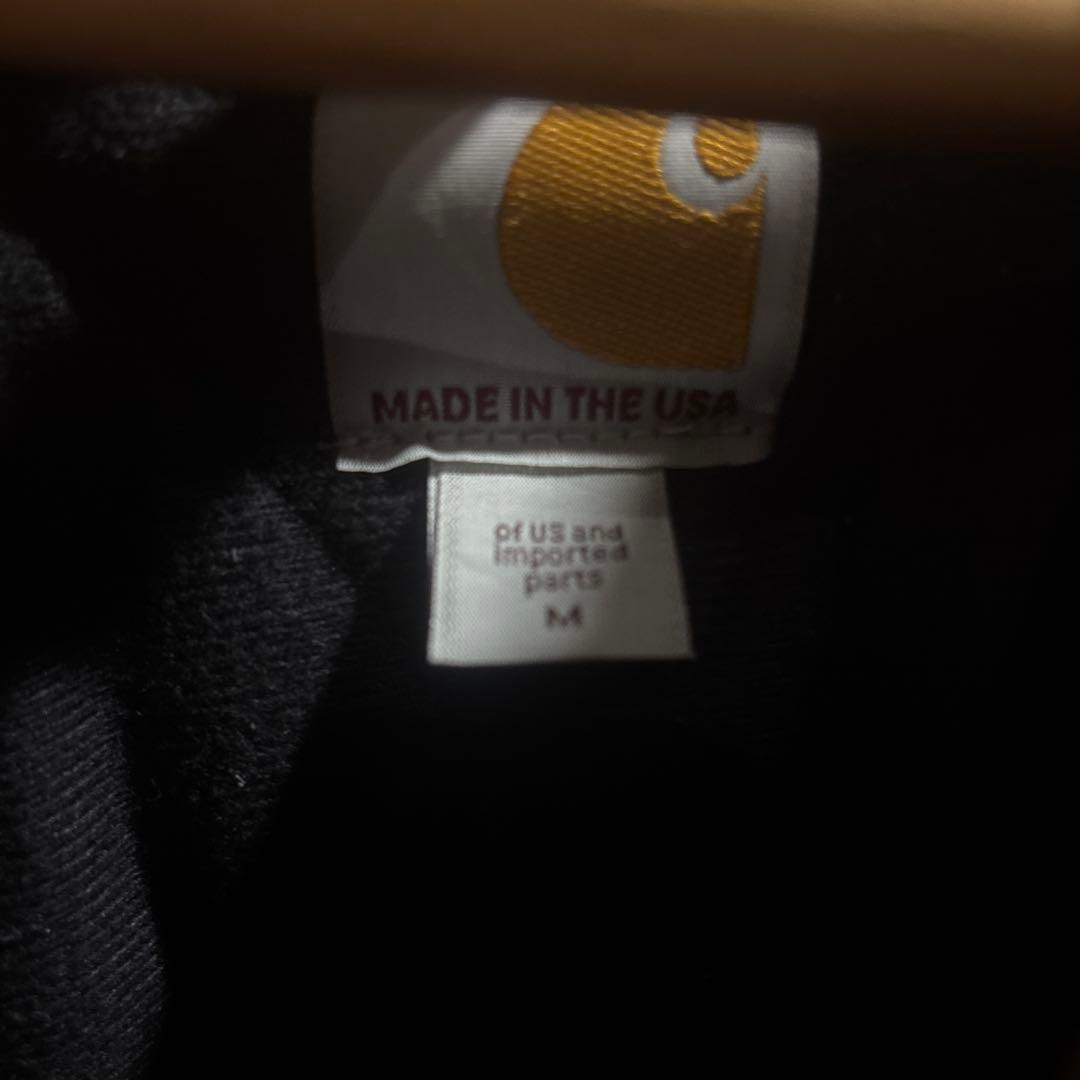 MADE IN THE USA
of US and
imported
parts
M